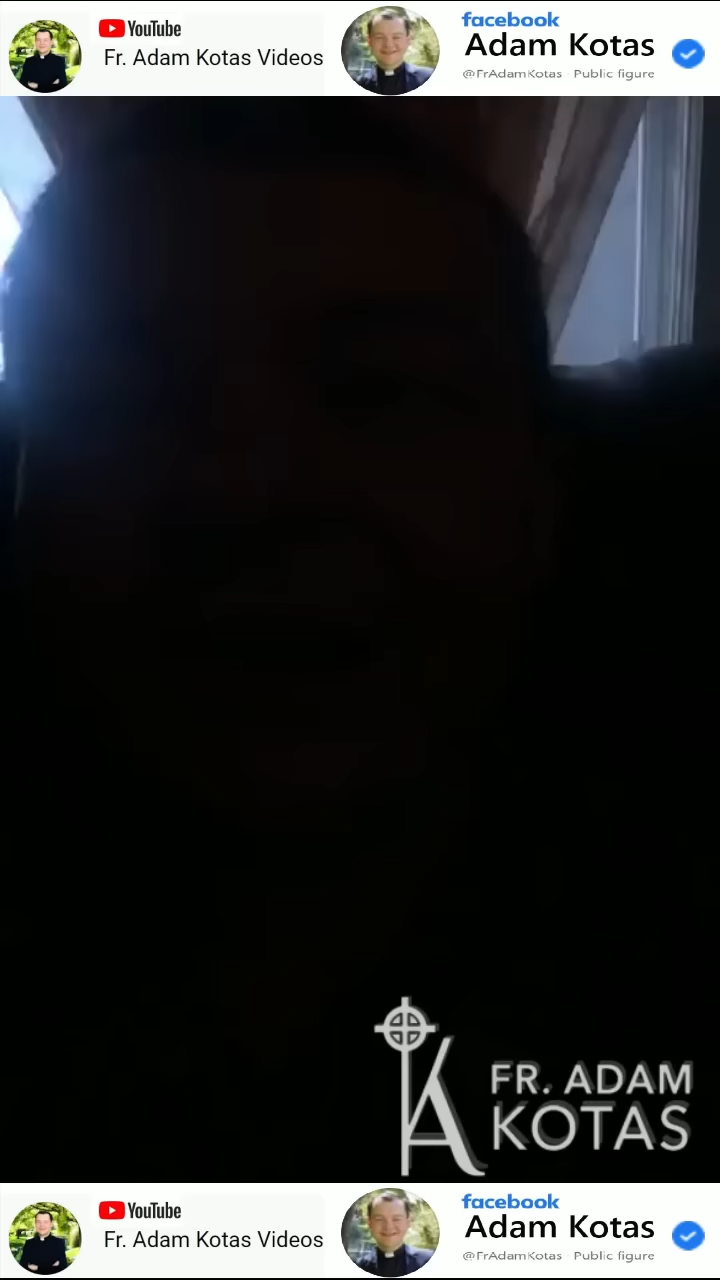 YouTube
Fr. Adam Kotas Videos
facebook
Adam Kotas
@FrAdamKotas · Public figure
FR. ADAM
KOTAS
YouTube
Fr. Adam Kotas Videos
facebook
Adam Kotas
@FrAdamKotas · Public figure